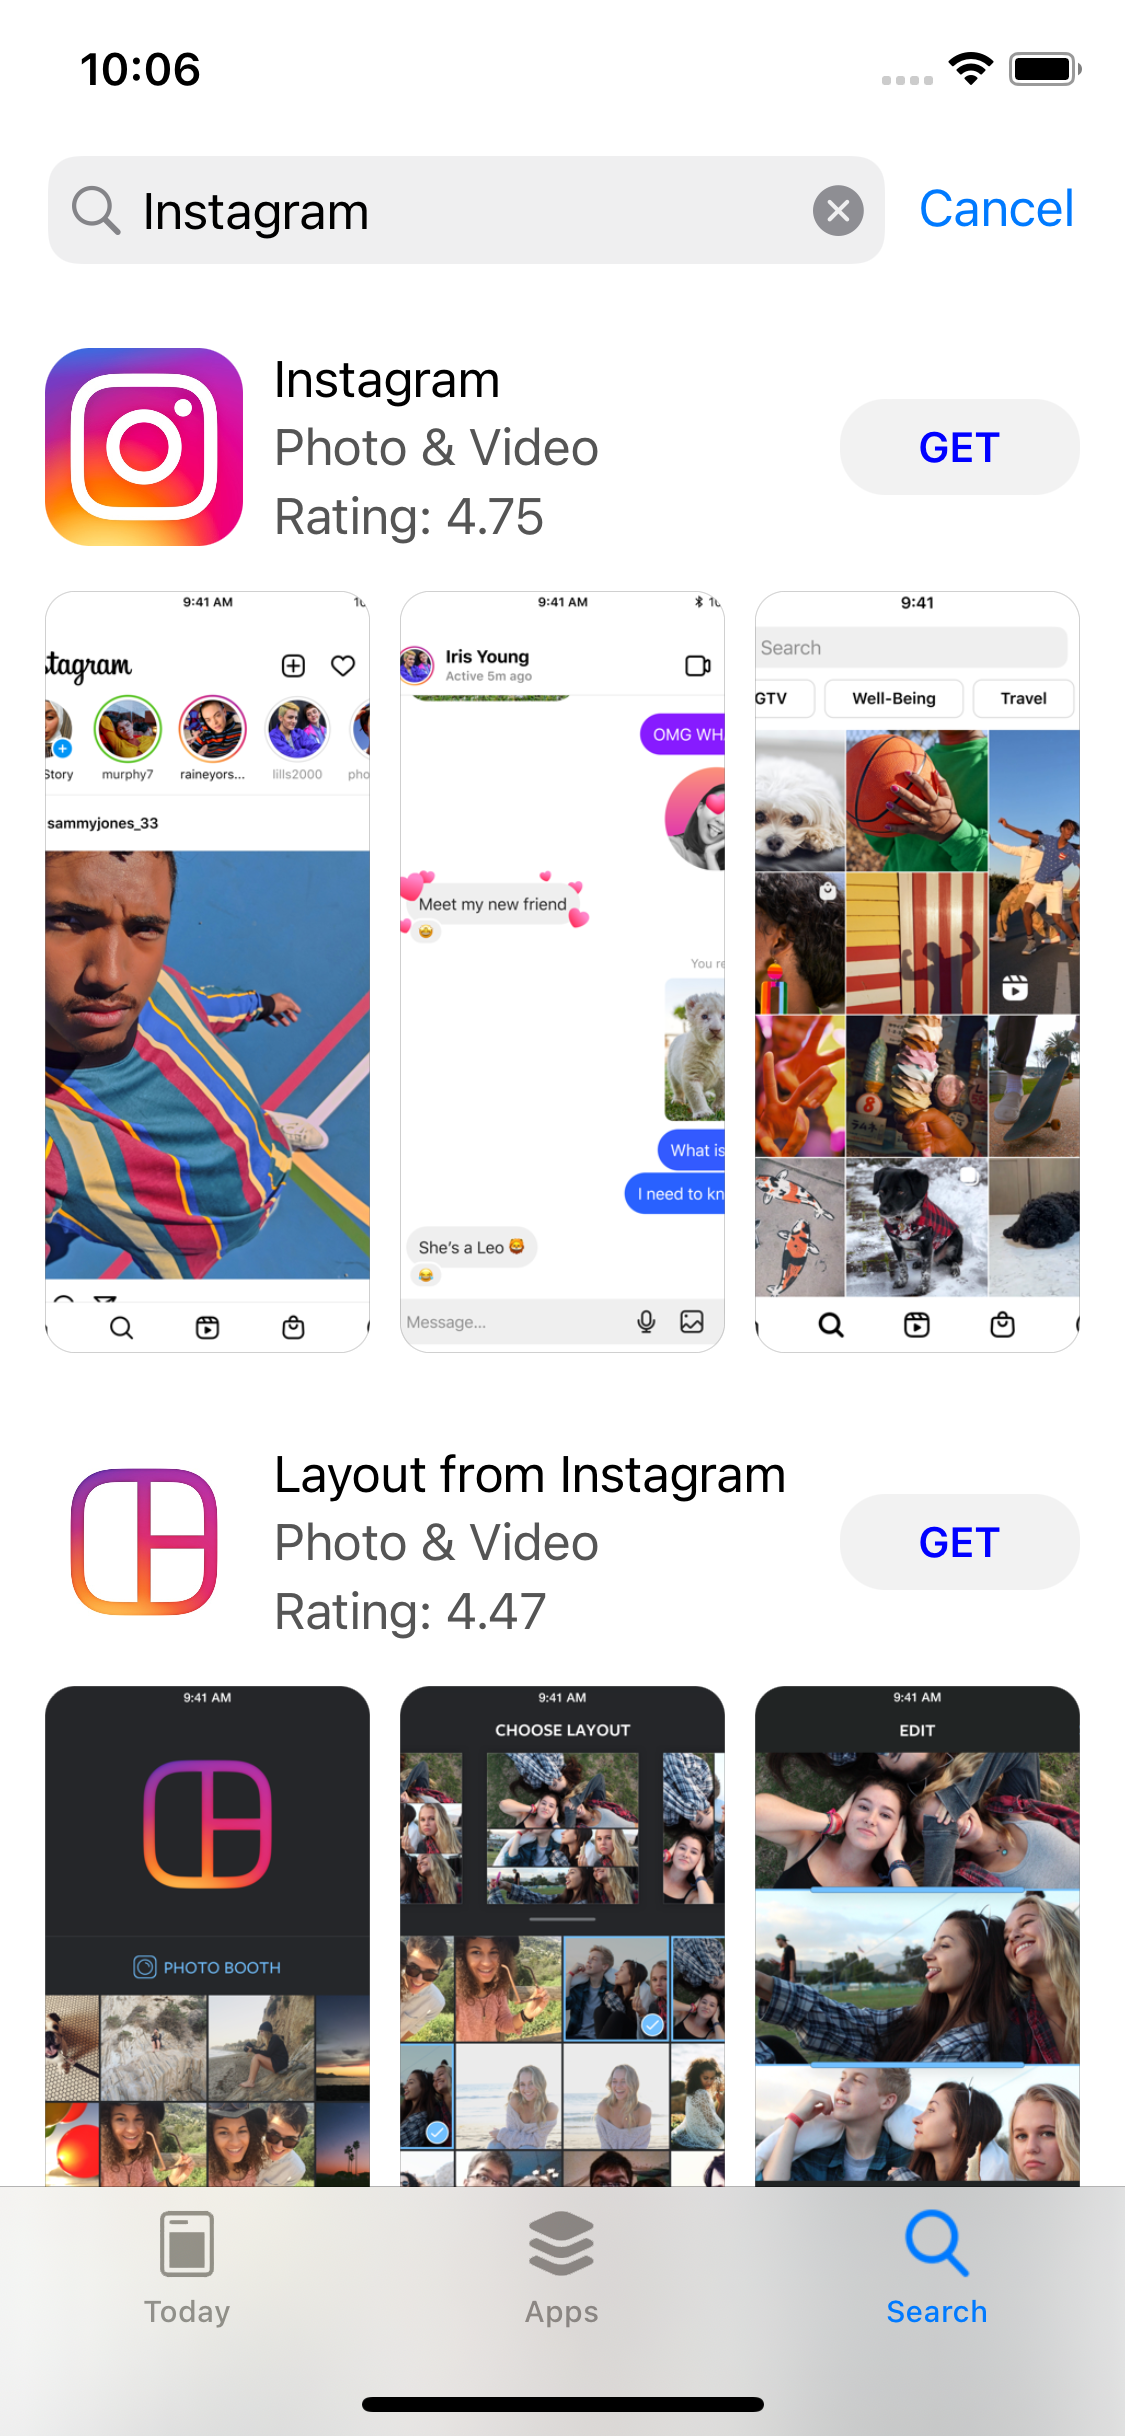 10:06
Instagram
Cancel
Instagram
Photo & Video
Rating: 4.75
GET
9:41 AM
stagram
Story
murphy7
raineyors...
lills2000
pho
sammyjones_33
9:41 AM
Iris Young
Active 5m ago
OMG WH
Meet my new friend
You re
What is
I need to kn
She's a Leo
Message...
9:41
Search
GTV
Well-Being
Travel
8
Layout from Instagram
Photo & Video
Rating: 4.47
GET
9:41 AM
PHOTO BOOTH
9:41 AM
CHOOSE LAYOUT
9:41 AM
EDIT
Today
Apps
Search